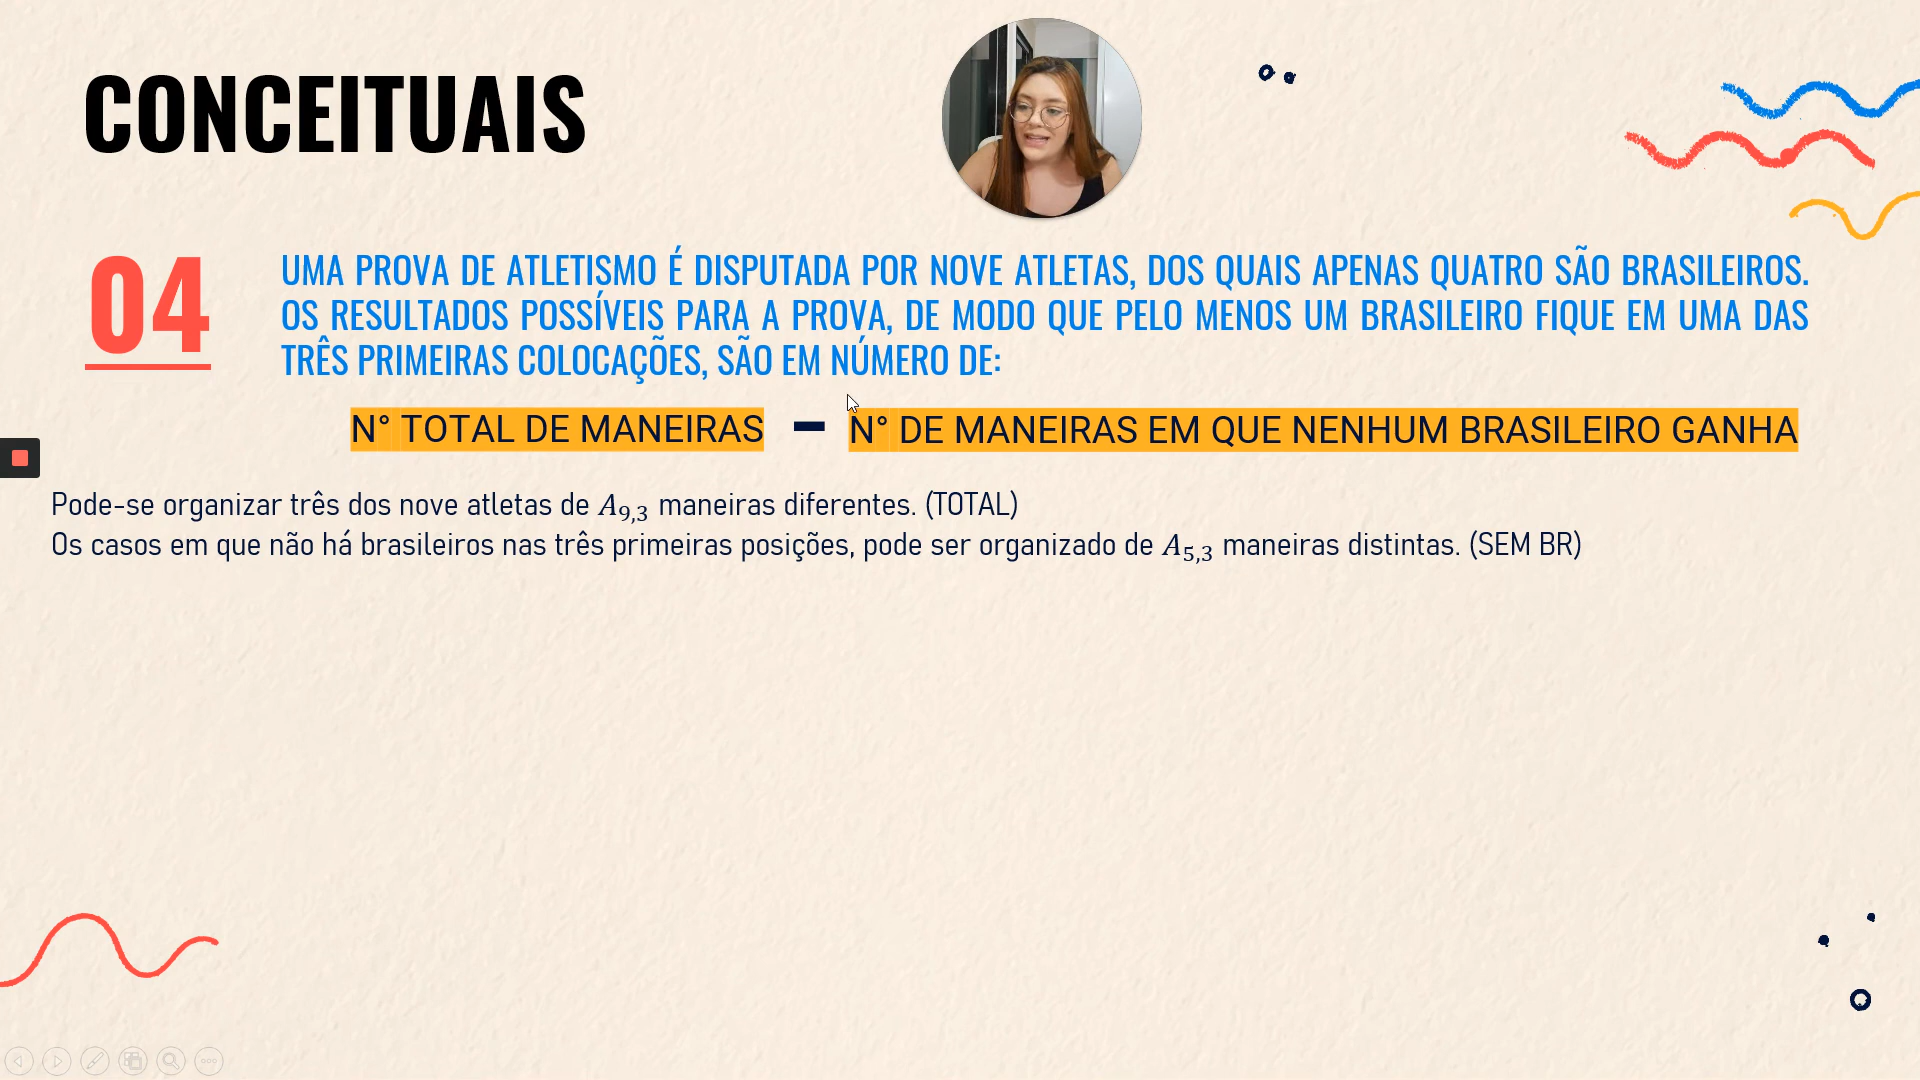 CONCEITUAIS
04
UMA PROVA DE ATLETISMO É DISPUTADA POR NOVE ATLETAS, DOS QUAIS APENAS QUATRO SÃO BRASILEIROS.
OS RESULTADOS POSSÍVEIS PARA A PROVA, DE MODO QUE PELO MENOS UM BRASILEIRO FIQUE EM UMA DAS
TRÊS PRIMEIRAS COLOCAÇÕES, SÃO EM NÚMERO DE:
N° TOTAL DE MANEIRAS - N° DE MANEIRAS EM QUE NENHUM BRASILEIRO GANHA
Pode-se organizar três dos nove atletas de A₉,₃ maneiras diferentes. (TOTAL)
Os casos em que não há brasileiros nas três primeiras posições, pode ser organizado de A₅,₃ maneiras distintas. (SEM BR)